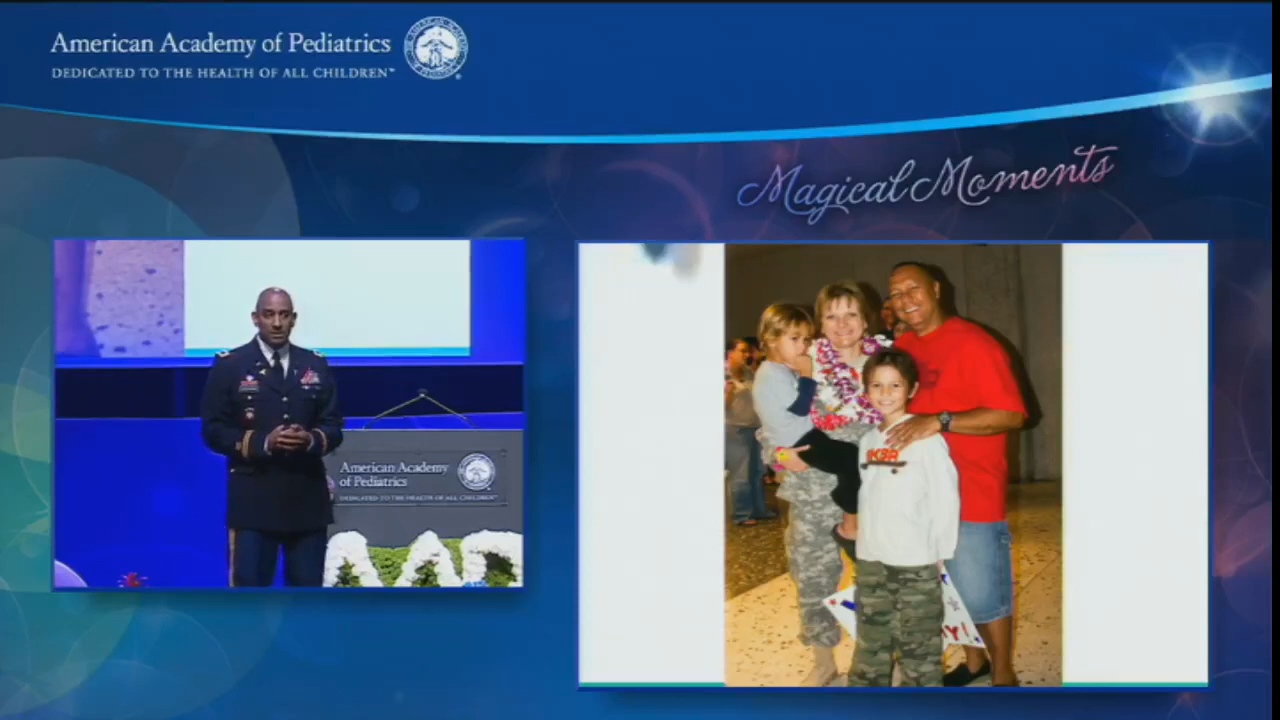 American Academy of Pediatrics
DEDICATED TO THE HEALTH OF ALL CHILDREN™
Magical Moments
American Academy
of Pediatrics
DEDICATED TO THE HEALTH OF ALL CHILDREN™
AAP